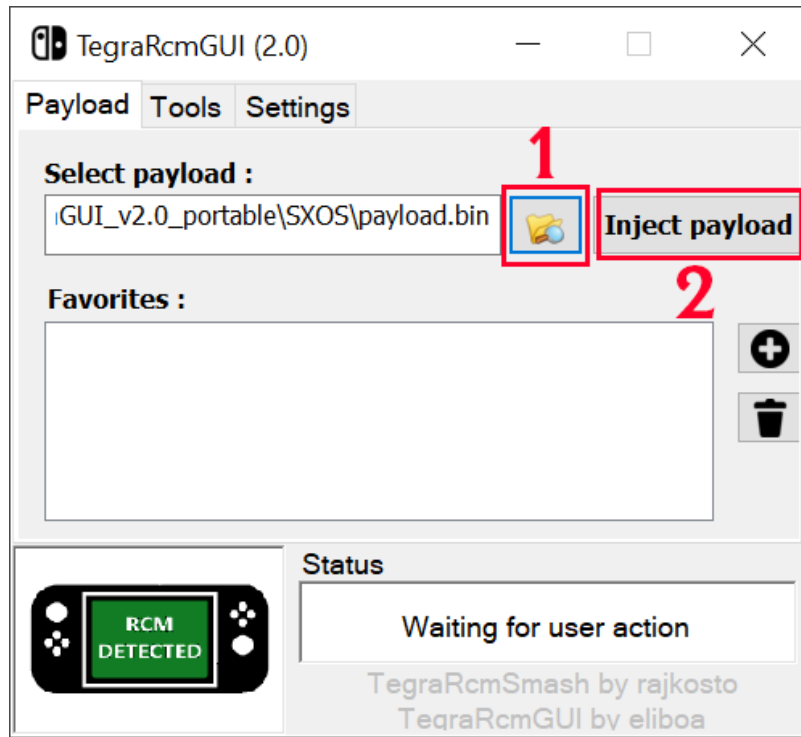 TegraRcmGUI (2.0)
Payload Tools Settings
1
Select payload :
GUI_v2.0_portable\SXOS\payload.bin
Inject payload
2
Favorites :
Status
RCM
DETECTED
Waiting for user action
TegraRcmSmash by rajkosto
TegraRcmGUI by eliboa